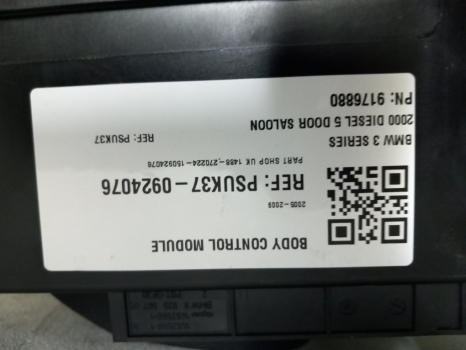 BODY CONTROL MODULE
2005-2009
REF: PSUK37-0924076
PART SHOP UK 1488-_270224-150924076
BMW 3 SERIES
2000 DIESEL 5 DOOR SALOON
REF: PSUK37
PN: 9176880